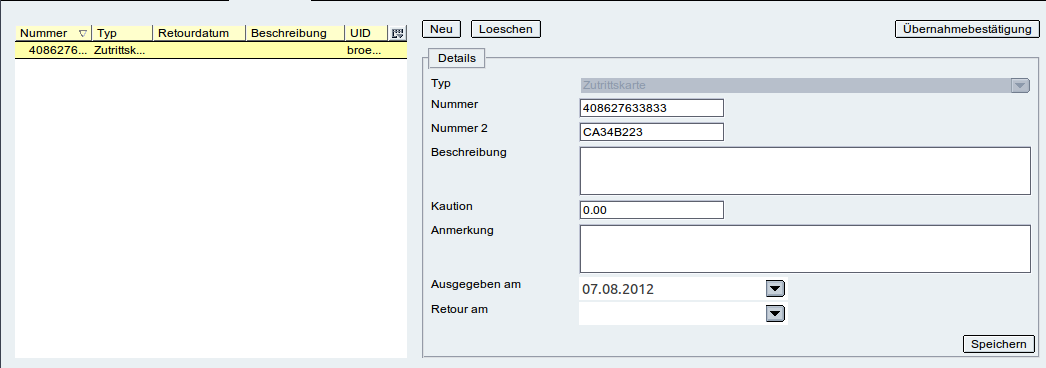 Neu Loeschen Übernahmebestätigung
Nummer Typ Retourdatum Beschreibung UID
4086276... Zutrittsk... broe...
Details
Typ Zutrittskarte
Nummer 408627633833
Nummer 2 CA34B223
Beschreibung
Kaution 0.00
Anmerkung
Ausgegeben am 07.08.2012
Retour am
Speichern